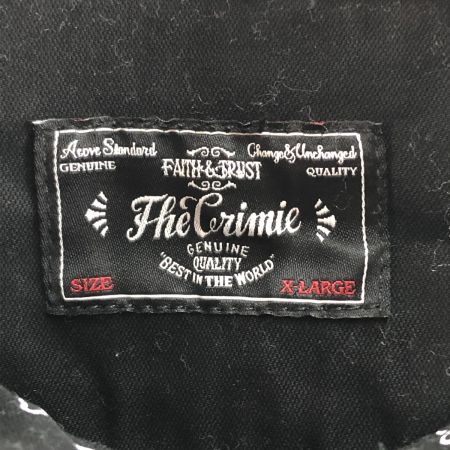 Above Standard
GENUINE
FAITH & TRUST
Change & Unchanged
QUALITY
The Crimie
GENUINE
QUALITY
"BEST IN THE WORLD"
SIZE
X-LARGE